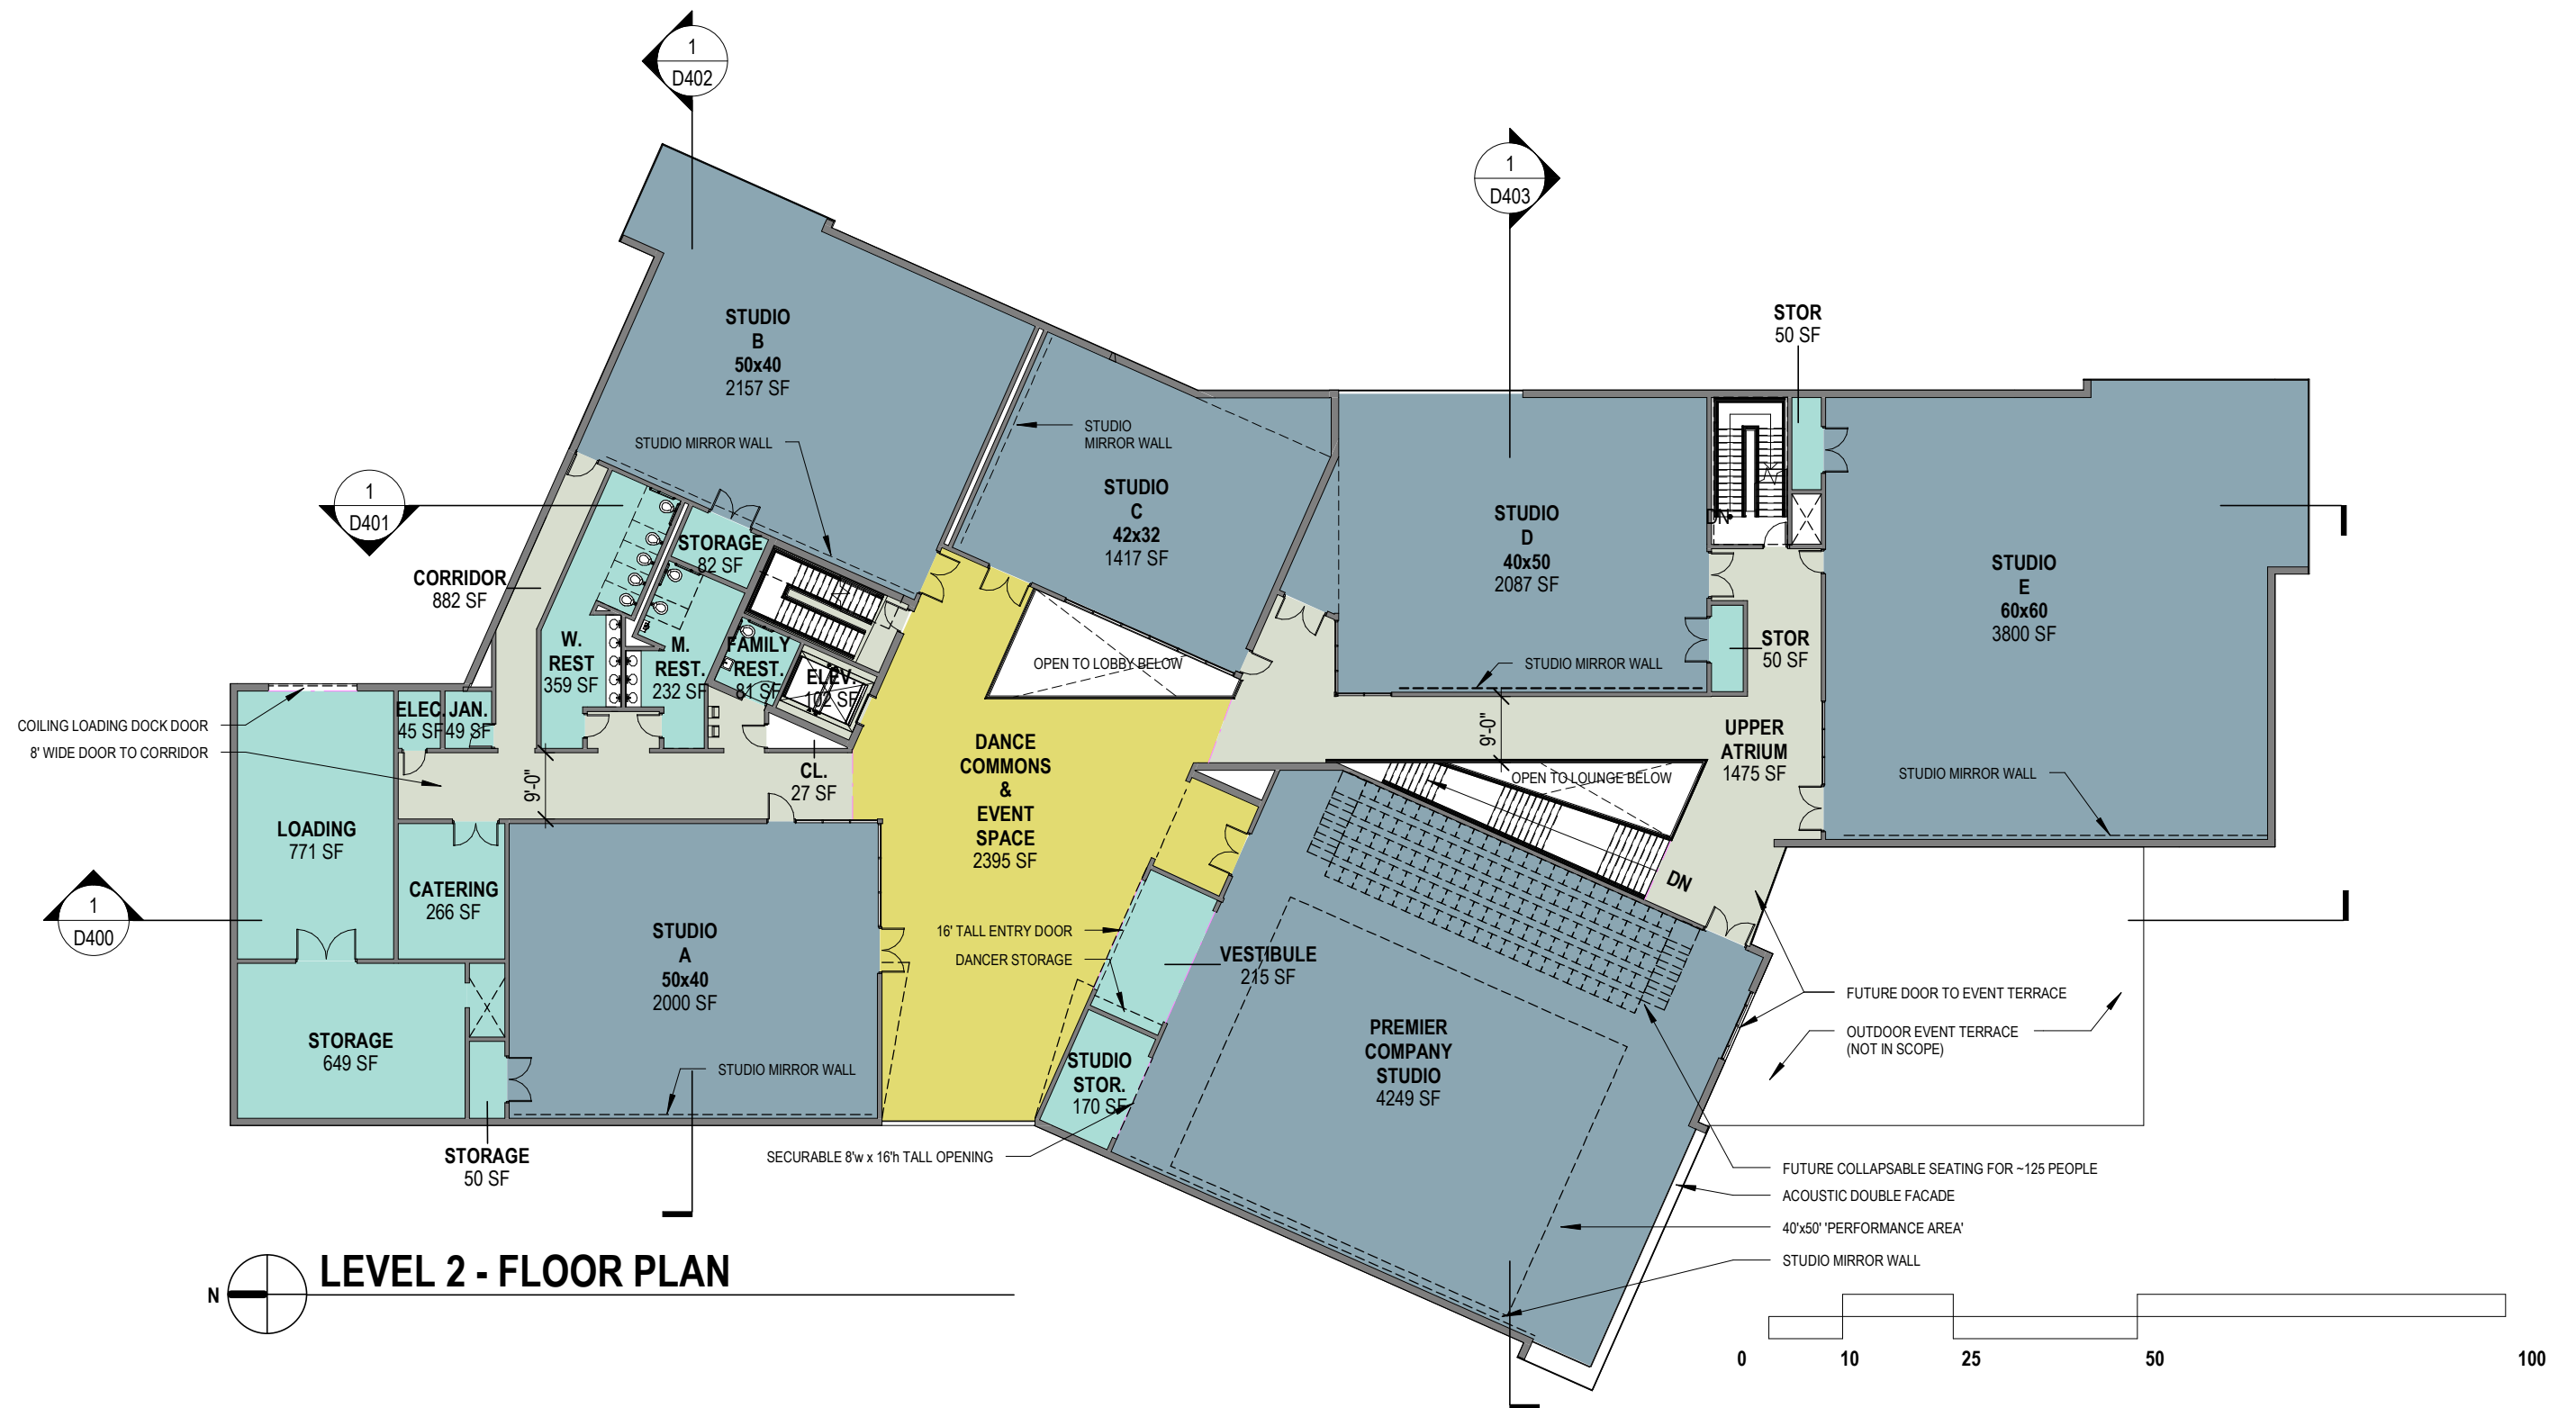 1
D402
1
D403
STUDIO
B
50x40
2157 SF
STOR
50 SF
STUDIO MIRROR WALL
STUDIO
MIRROR WALL
1
D401
STUDIO
C
42x32
1417 SF
STUDIO
D
40x50
2087 SF
DN
STUDIO
E
60x60
3800 SF
STORAGE
82 SF
CORRIDOR
882 SF
W.
REST
359 SF
M.
REST.
232 SF
FAMILY
REST.
81 SF
ELEV.
102 SF
OPEN TO LOBBY BELOW
STUDIO MIRROR WALL
STOR
50 SF
COILING LOADING DOCK DOOR
8' WIDE DOOR TO CORRIDOR
ELEC.
45 SF
JAN.
49 SF
9'-0"
CL.
27 SF
DANCE
COMMONS
&
EVENT
SPACE
2395 SF
9'-0"
OPEN TO LOUNGE BELOW
UPPER
ATRIUM
1475 SF
STUDIO MIRROR WALL
LOADING
771 SF
CATERING
266 SF
1
D400
STUDIO
A
50x40
2000 SF
DN
16' TALL ENTRY DOOR
DANCER STORAGE
VESTIBULE
215 SF
FUTURE DOOR TO EVENT TERRACE
OUTDOOR EVENT TERRACE
(NOT IN SCOPE)
STORAGE
649 SF
STUDIO MIRROR WALL
STUDIO
STOR.
170 SF
PREMIER
COMPANY
STUDIO
4249 SF
STORAGE
50 SF
SECURABLE 8'w x 16'h TALL OPENING
FUTURE COLLAPSABLE SEATING FOR ~125 PEOPLE
ACOUSTIC DOUBLE FACADE
40'x50' 'PERFORMANCE AREA'
STUDIO MIRROR WALL
N
LEVEL 2 - FLOOR PLAN
0 10 25 50 100